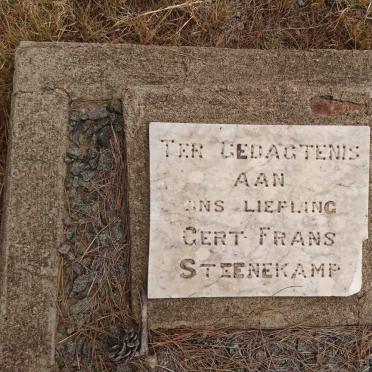 TER GEDAGTENIS
AAN
ONS LIEFLING
GERT FRANS
STEENEKAMP